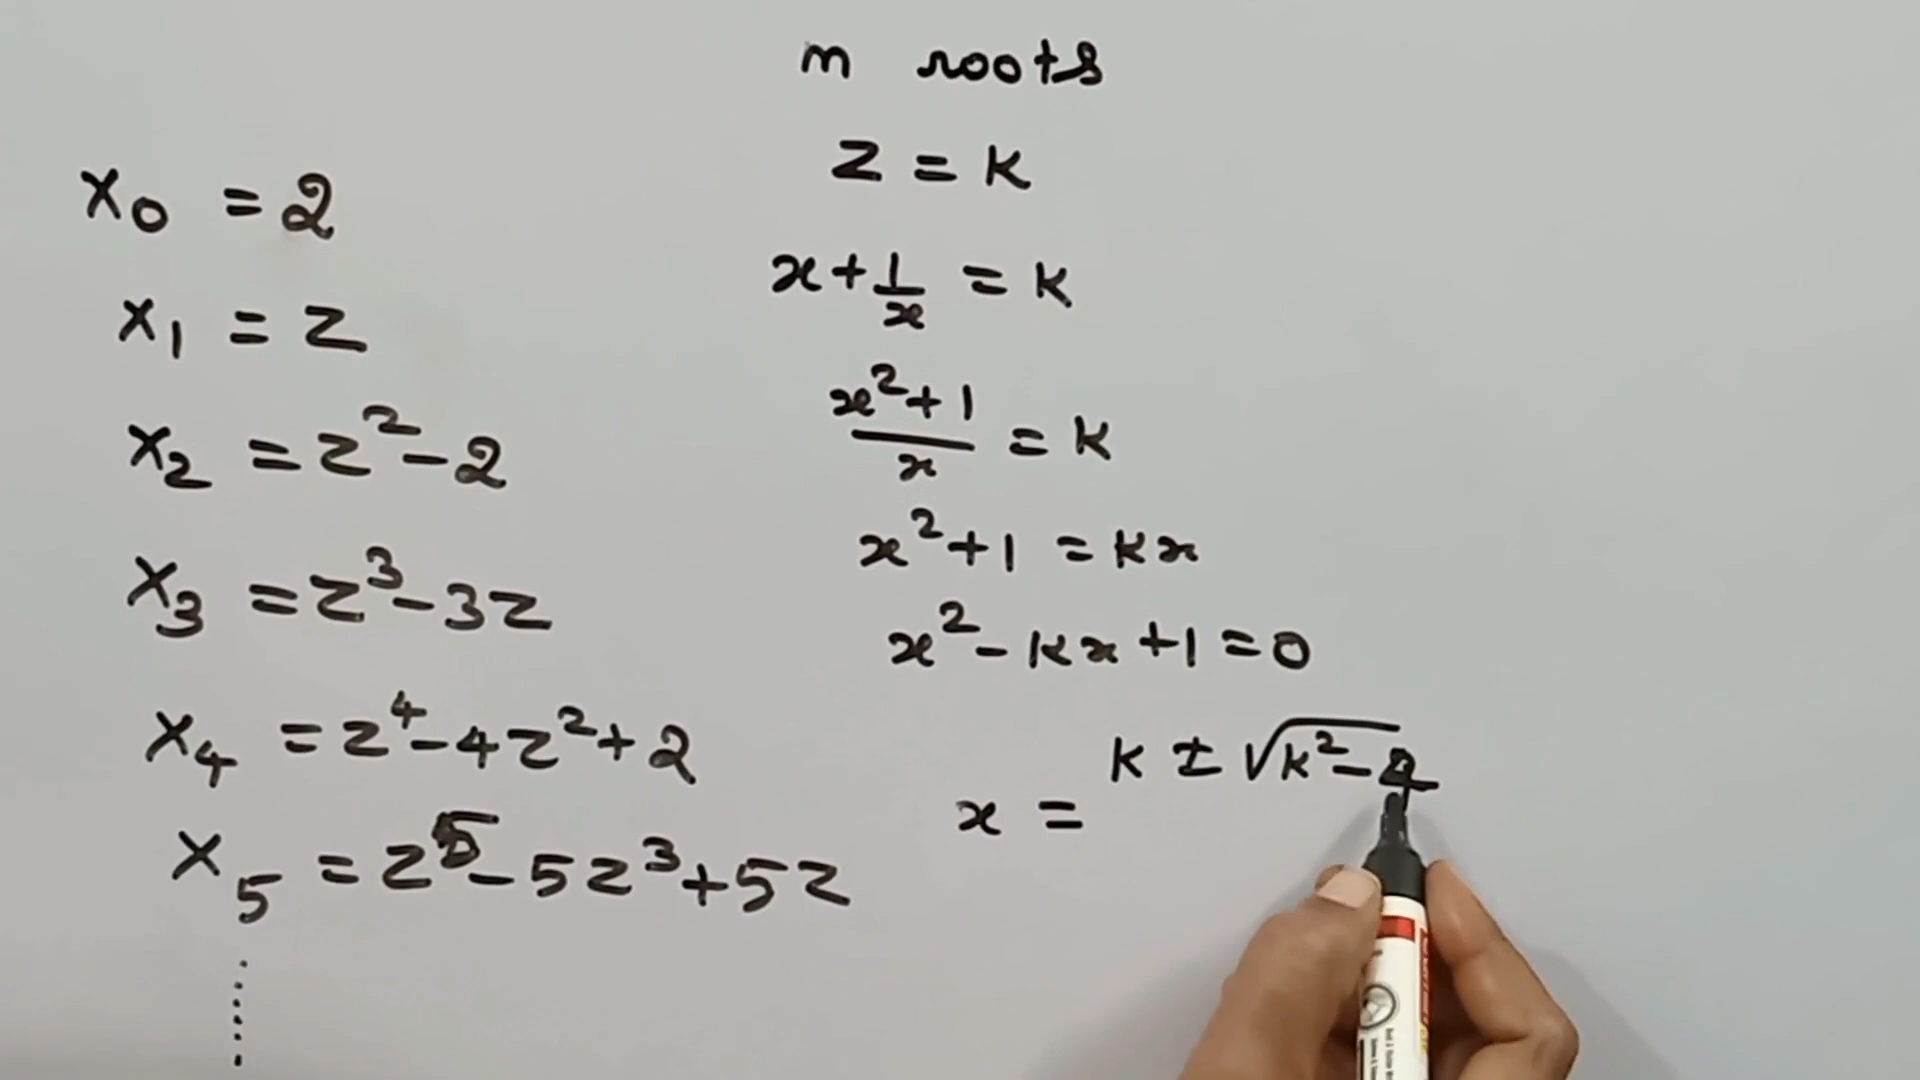 x₀ = 2
x₁ = z
x₂ = z² - 2
x₃ = z³ - 3z
x₄ = z⁴ - 4z² + 2
x₅ = z⁵ - 5z³ + 5z
......
m roots
z = k
x + 1/x = k
(x² + 1)/x = k
x² + 1 = kx
x² - kx + 1 = 0
x = k ± √(k² - 4